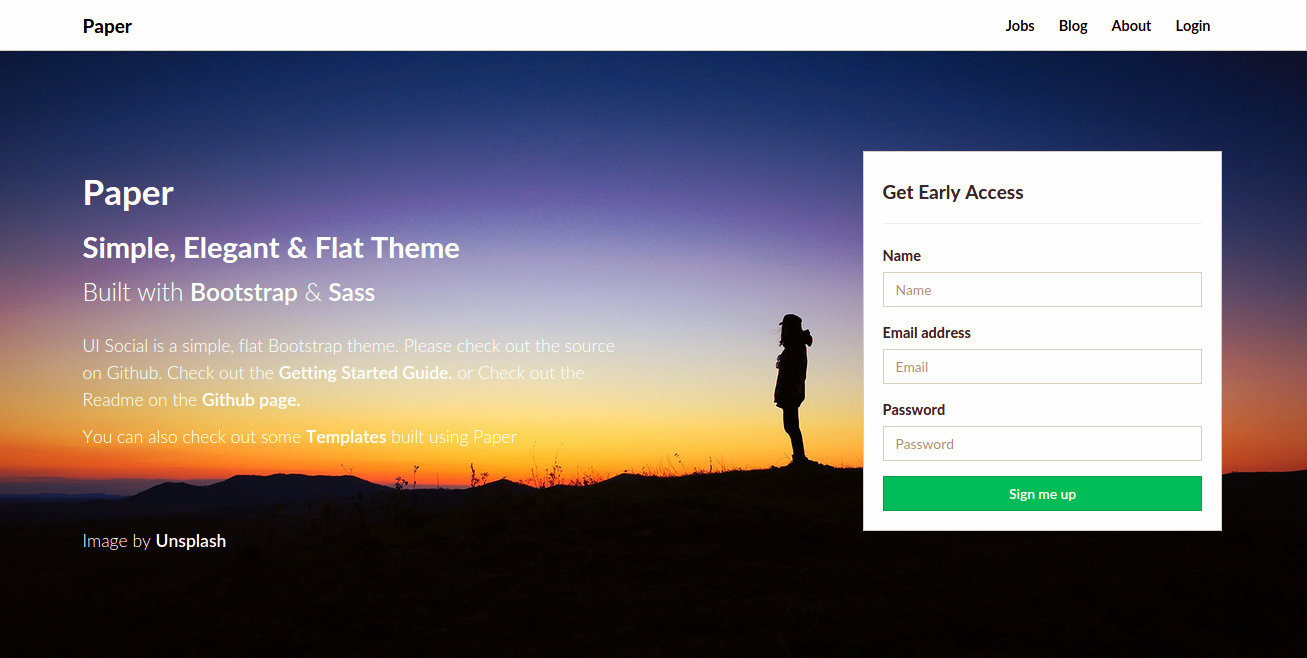 Paper
Jobs Blog About Login
Paper
Simple, Elegant & Flat Theme
Built with Bootstrap & Sass
UI Social is a simple, flat Bootstrap theme. Please check out the source
on Github. Check out the Getting Started Guide. or Check out the
Readme on the Github page.
You can also check out some Templates built using Paper
Image by Unsplash
Get Early Access
Name
Name
Email address
Email
Password
Password
Sign me up